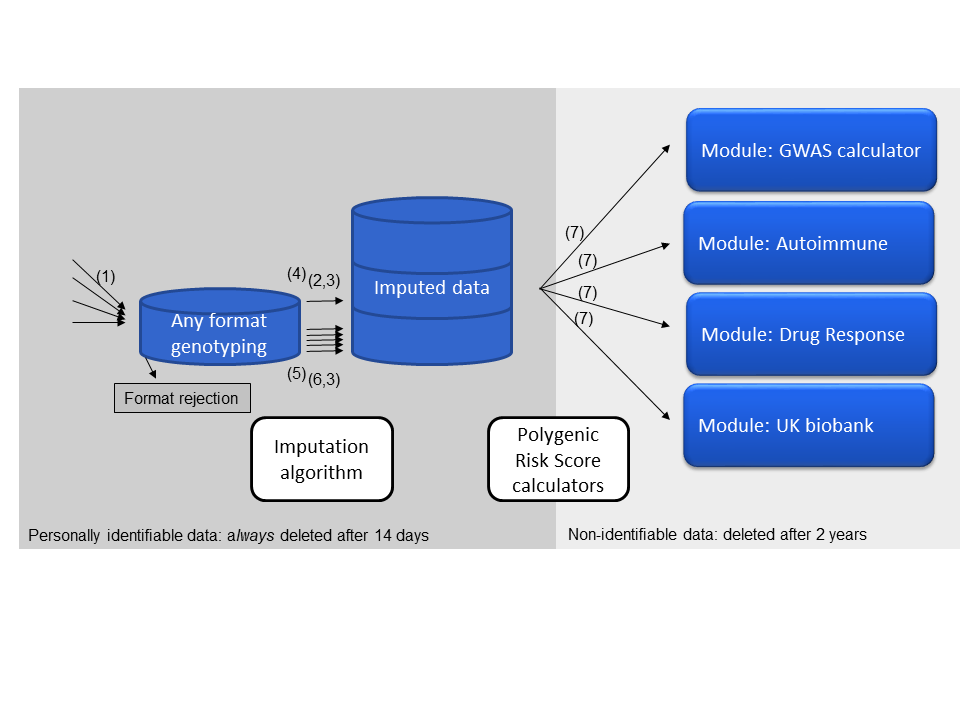 Module: GWAS calculator
(7)
Module: Autoimmune
(7)
(1)
(4)
(2,3)
Imputed data
(7)
Any format
genotyping
(7)
Module: Drug Response
(5)
(6,3)
Format rejection
Module: UK biobank
Imputation
algorithm
Polygenic
Risk Score
calculators
Personally identifiable data: always deleted after 14 days
Non-identifiable data: deleted after 2 years